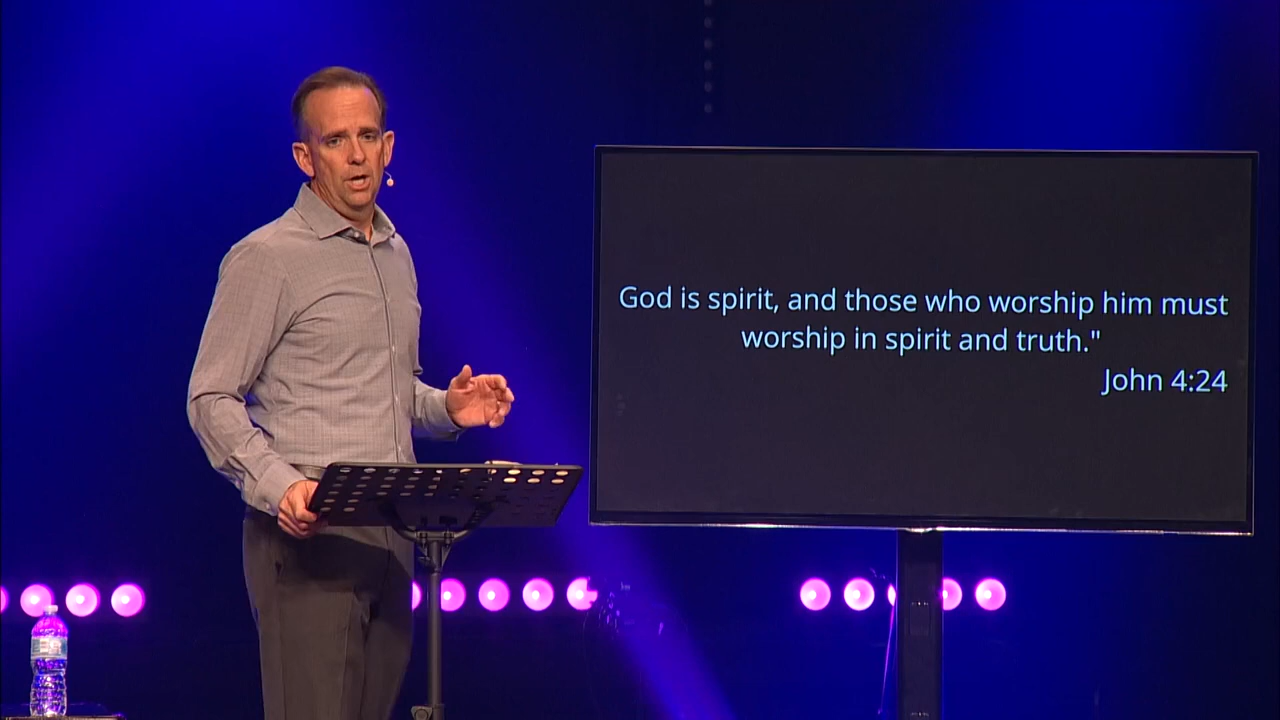 God is spirit, and those who worship him must
worship in spirit and truth."
John 4:24